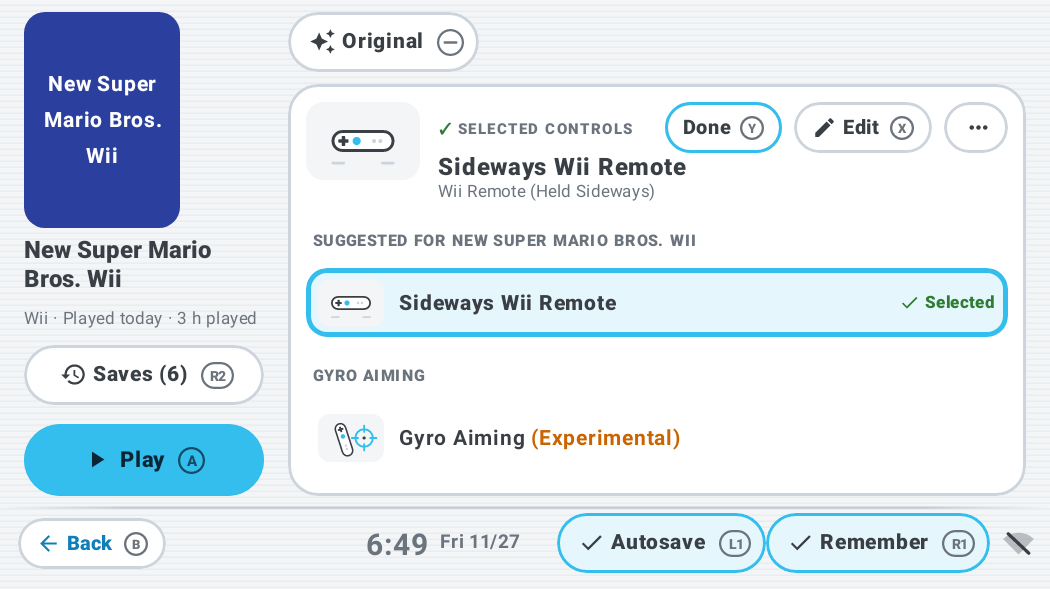 New Super
Mario Bros.
Wii
New Super Mario
Bros. Wii
Wii · Played today · 3 h played
Saves (6) R2
Play A
Original
✓ SELECTED CONTROLS
Sideways Wii Remote
Wii Remote (Held Sideways)
Done Y
Edit X
SUGGESTED FOR NEW SUPER MARIO BROS. WII
Sideways Wii Remote
Selected
GYRO AIMING
Gyro Aiming (Experimental)
Back B
6:49 Fri 11/27
Autosave L1
Remember R1